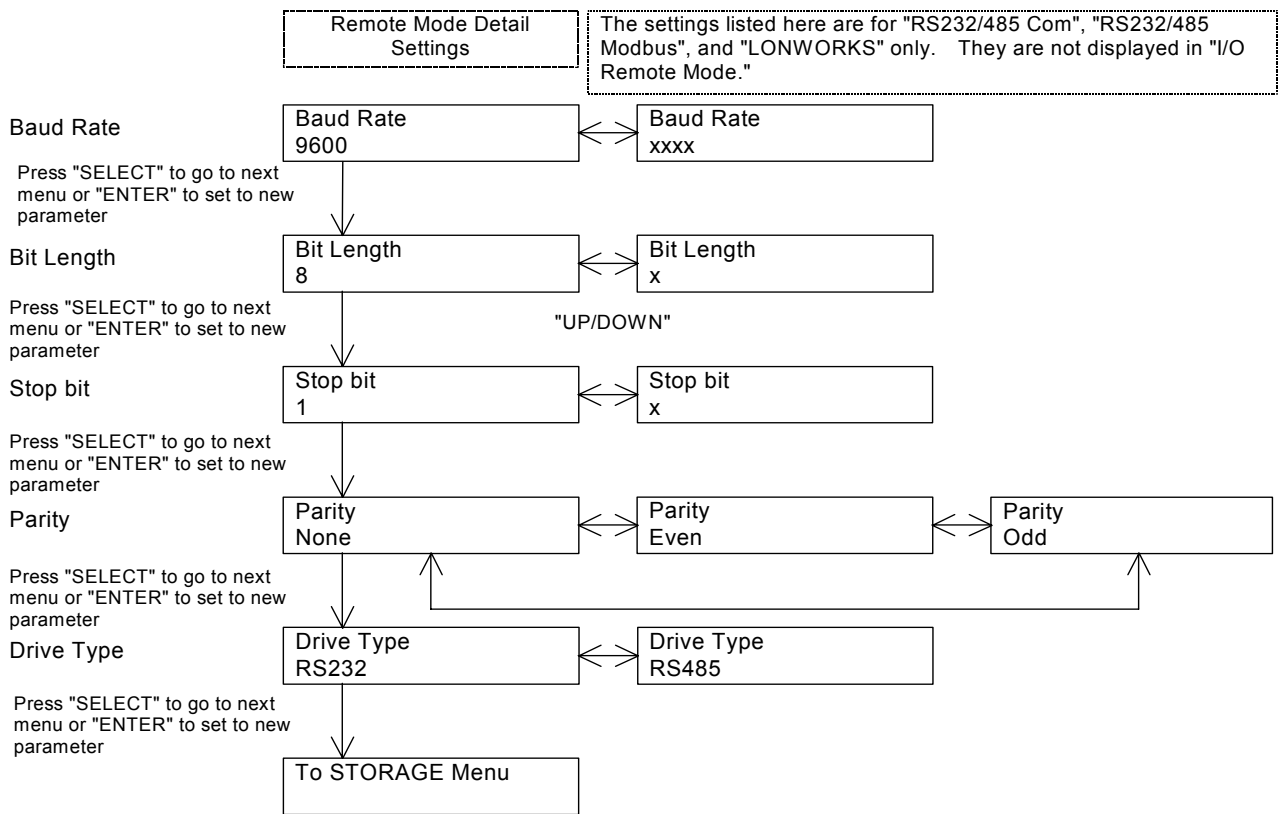 Remote Mode Detail
Settings
The settings listed here are for "RS232/485 Com", "RS232/485
Modbus", and "LONWORKS" only. They are not displayed in "I/O
Remote Mode."
Baud Rate
Baud Rate
9600
Baud Rate
xxxx
Press "SELECT" to go to next
menu or "ENTER" to set to new
parameter
Bit Length
Bit Length
8
Bit Length
x
Press "SELECT" to go to next
menu or "ENTER" to set to new
parameter
"UP/DOWN"
Stop bit
Stop bit
1
Stop bit
x
Press "SELECT" to go to next
menu or "ENTER" to set to new
parameter
Parity
Parity
None
Parity
Even
Parity
Odd
Press "SELECT" to go to next
menu or "ENTER" to set to new
parameter
Drive Type
Drive Type
RS232
Drive Type
RS485
Press "SELECT" to go to next
menu or "ENTER" to set to new
parameter
To STORAGE Menu